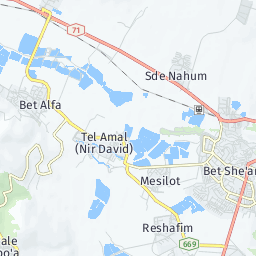 71
Sde Nahum
Bet Alfa
Tel Amal
(Nir David)
Mesilot
Bet She'an
Reshafim
669